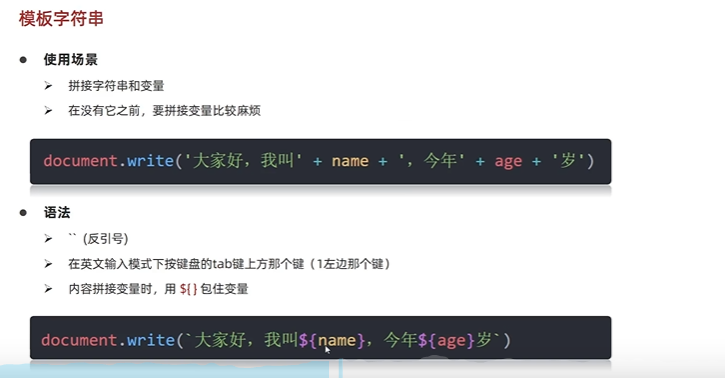 模板字符串
● 使用场景
➢ 拼接字符串和变量
➢ 在没有它之前，要拼接变量比较麻烦
document.write('大家好，我叫' + name + '，今年' + age + '岁')
● 语法
➢ `` (反引号)
➢ 在英文输入模式下按键盘的tab键上方那个键（1左边那个键）
➢ 内容拼接变量时，用 ${} 包住变量
document.write(`大家好，我叫${name}，今年${age}岁`)